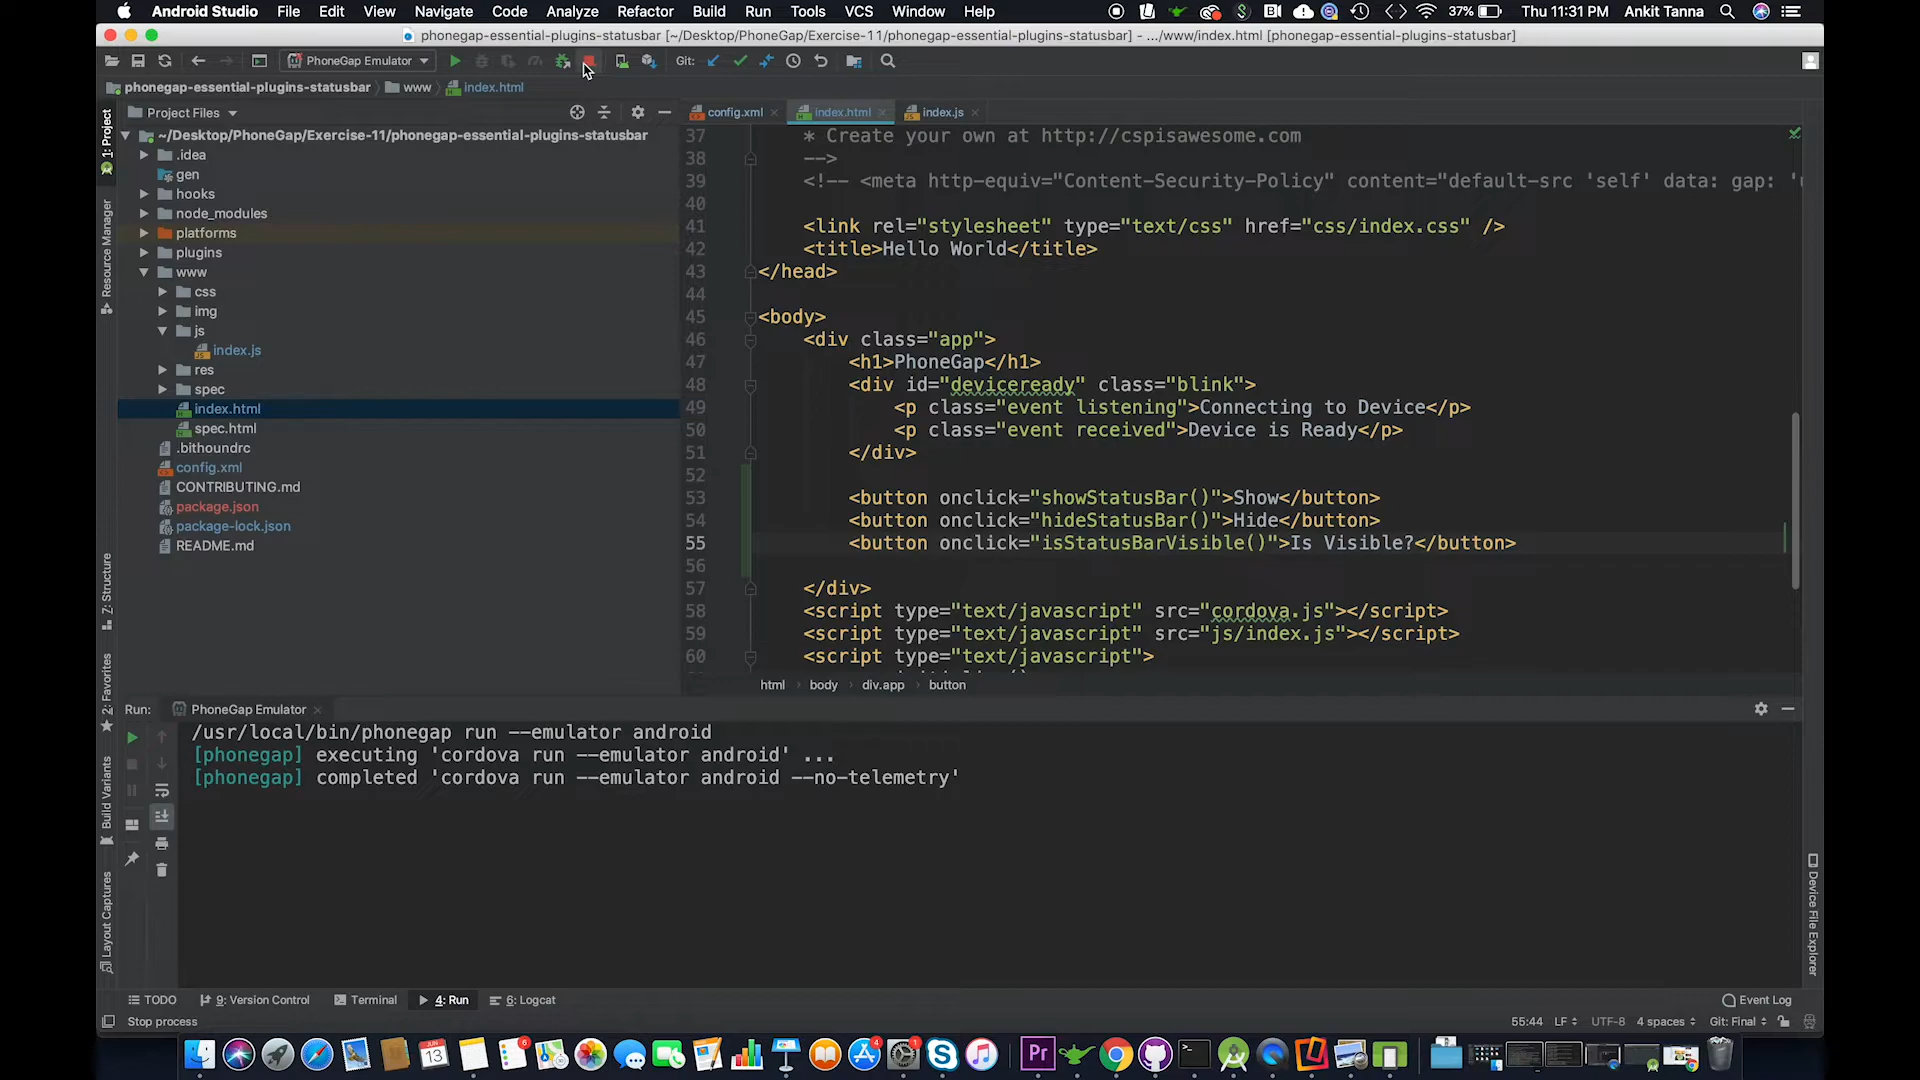 Android Studio File Edit View Navigate Code Analyze Refactor Build Run Tools VCS Window Help 37% Thu 11:31 PM Ankit Tanna
phonegap-essential-plugins-statusbar [~/Desktop/PhoneGap/Exercise-11/phonegap-essential-plugins-statusbar] - .../www/index.html [phonegap-essential-plugins-statusbar]
PhoneGap Emulator Git:
phonegap-essential-plugins-statusbar www index.html
Project Files
config.xml index.html index.js
~/Desktop/PhoneGap/Exercise-11/phonegap-essential-plugins-statusbar
.idea
gen
hooks
node_modules
platforms
plugins
www
css
img
js
index.js
res
spec
index.html
spec.html
.bithoundrc
config.xml
CONTRIBUTING.md
package.json
package-lock.json
README.md
1: Project
Resource Manager
Z: Structure
2: Favorites
Build Variants
Layout Captures
37 * Create your own at http://cspisawesome.com
38 -->
39 <!-- <meta http-equiv="Content-Security-Policy" content="default-src 'self' data: gap:
40
41 <link rel="stylesheet" type="text/css" href="css/index.css" />
42 <title>Hello World</title>
43 </head>
44
45 <body>
46 <div class="app">
47 <h1>PhoneGap</h1>
48 <div id="deviceready" class="blink">
49 <p class="event listening">Connecting to Device</p>
50 <p class="event received">Device is Ready</p>
51 </div>
52
53 <button onclick="showStatusBar()">Show</button>
54 <button onclick="hideStatusBar()">Hide</button>
55 <button onclick="isStatusBarVisible()">Is Visible?</button>
56
57 </div>
58 <script type="text/javascript" src="cordova.js"></script>
59 <script type="text/javascript" src="js/index.js"></script>
60 <script type="text/javascript">
html body div.app button
Run: PhoneGap Emulator
/usr/local/bin/phonegap run --emulator android
[phonegap] executing 'cordova run --emulator android' ...
[phonegap] completed 'cordova run --emulator android --no-telemetry'
Device File Explorer
TODO 9: Version Control Terminal 4: Run 6: Logcat Event Log
Stop process 55:44 LF UTF-8 4 spaces Git: Final
JUN
13
6
4
1
Pr